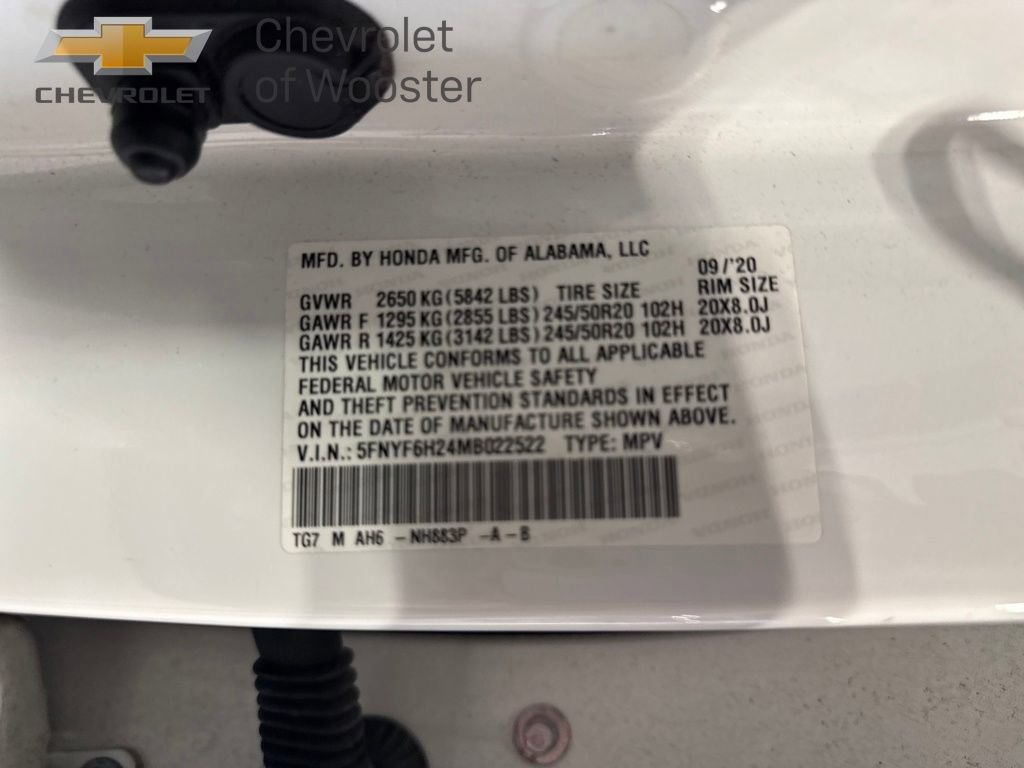 CHEVROLET
Chevrolet
of Wooster
MFD. BY HONDA MFG. OF ALABAMA, LLC
09/'20
GVWR 2650 KG (5842 LBS) TIRE SIZE RIM SIZE
GAWR F 1295 KG (2855 LBS) 245/50R20 102H 20X8.0J
GAWR R 1425 KG (3142 LBS) 245/50R20 102H 20X8.0J
THIS VEHICLE CONFORMS TO ALL APPLICABLE
FEDERAL MOTOR VEHICLE SAFETY
AND THEFT PREVENTION STANDARDS IN EFFECT
ON THE DATE OF MANUFACTURE SHOWN ABOVE.
V.I.N.: 5FNYF6H24MB022522 TYPE: MPV
TG7 M AH6 -NH883P -A-B